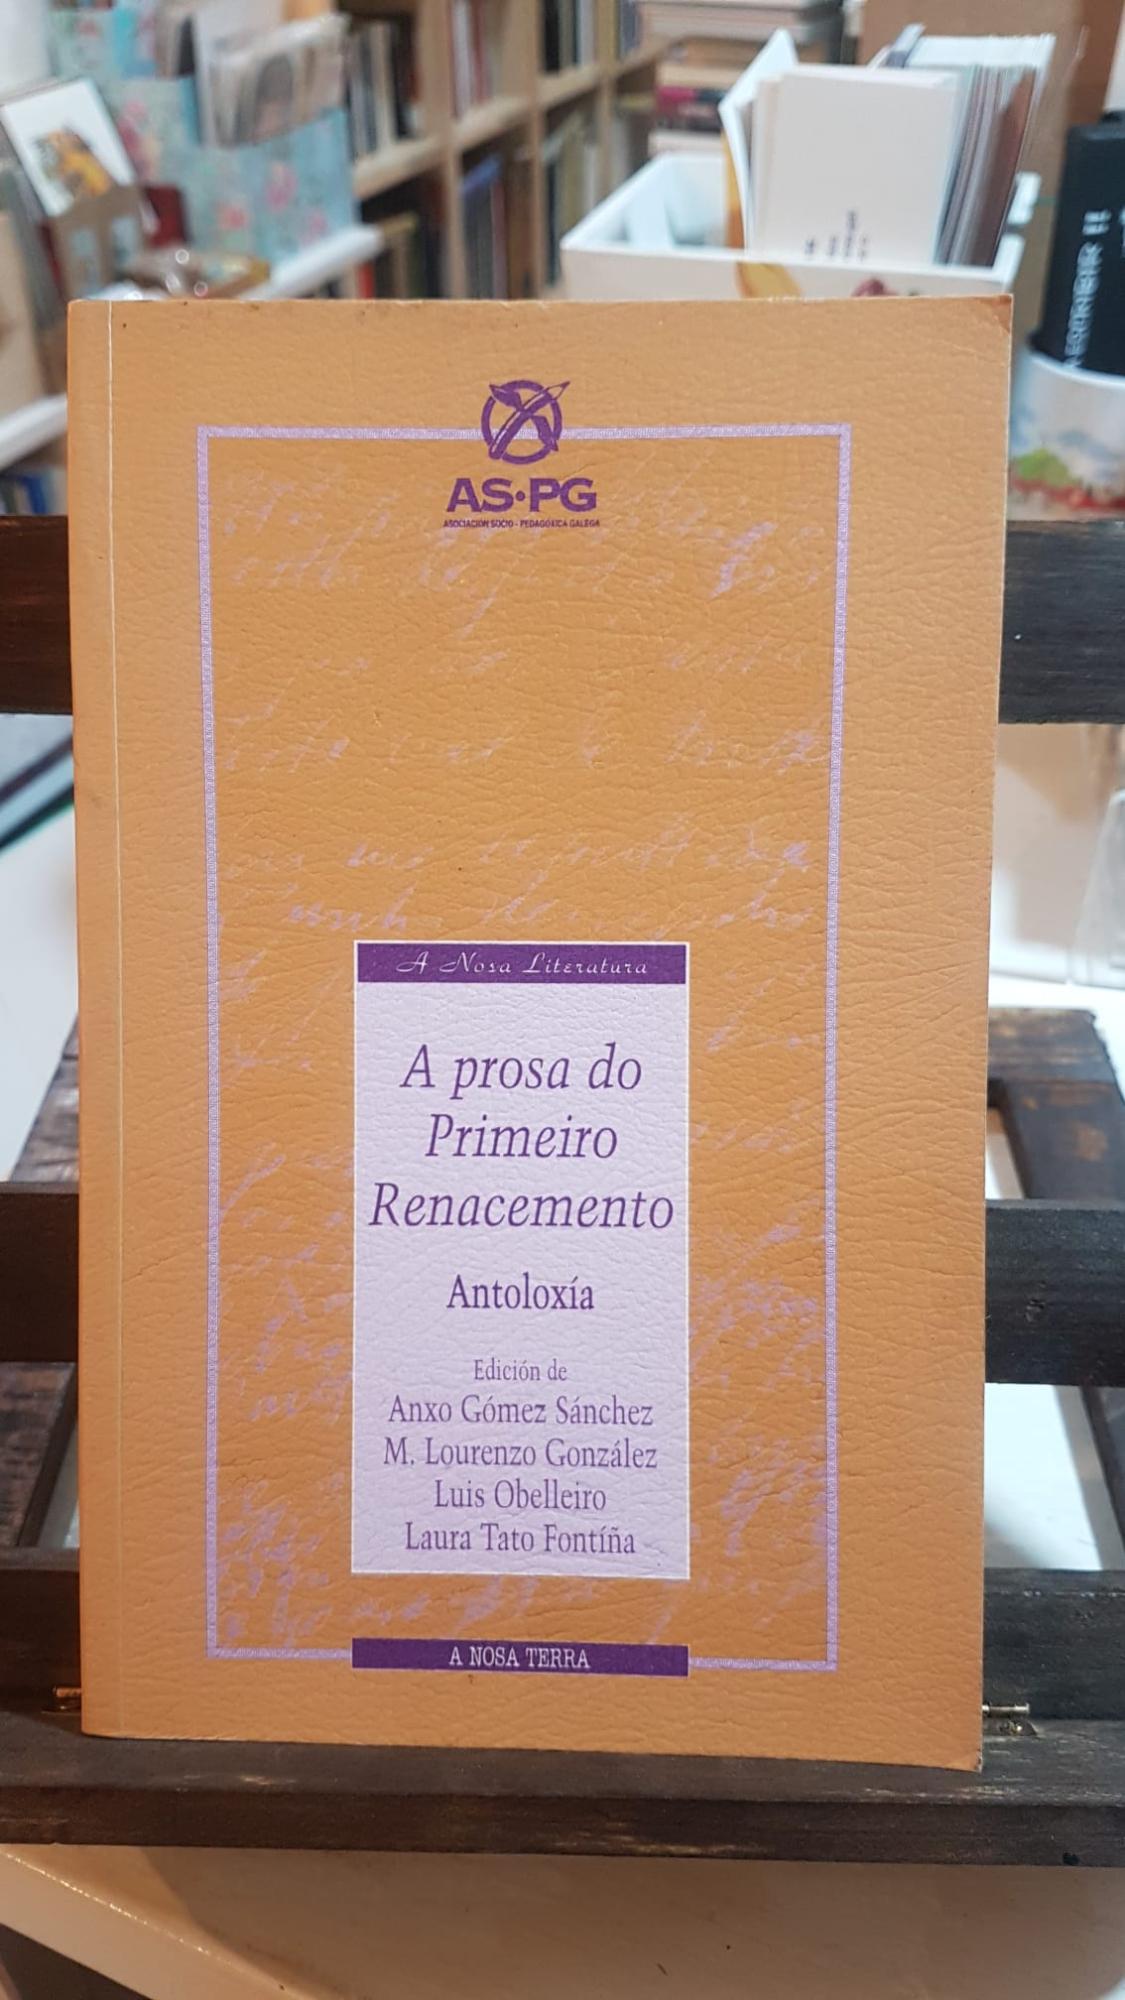 AS·PG
ASOCIACIÓN SOCIO - PEDAGÓXICA GALEGA
A Nosa Literatura
A prosa do
Primeiro
Renacemento
Antoloxía
Edición de
Anxo Gómez Sánchez
M. Lourenzo González
Luis Obelleiro
Laura Tato Fontíña
A NOSA TERRA